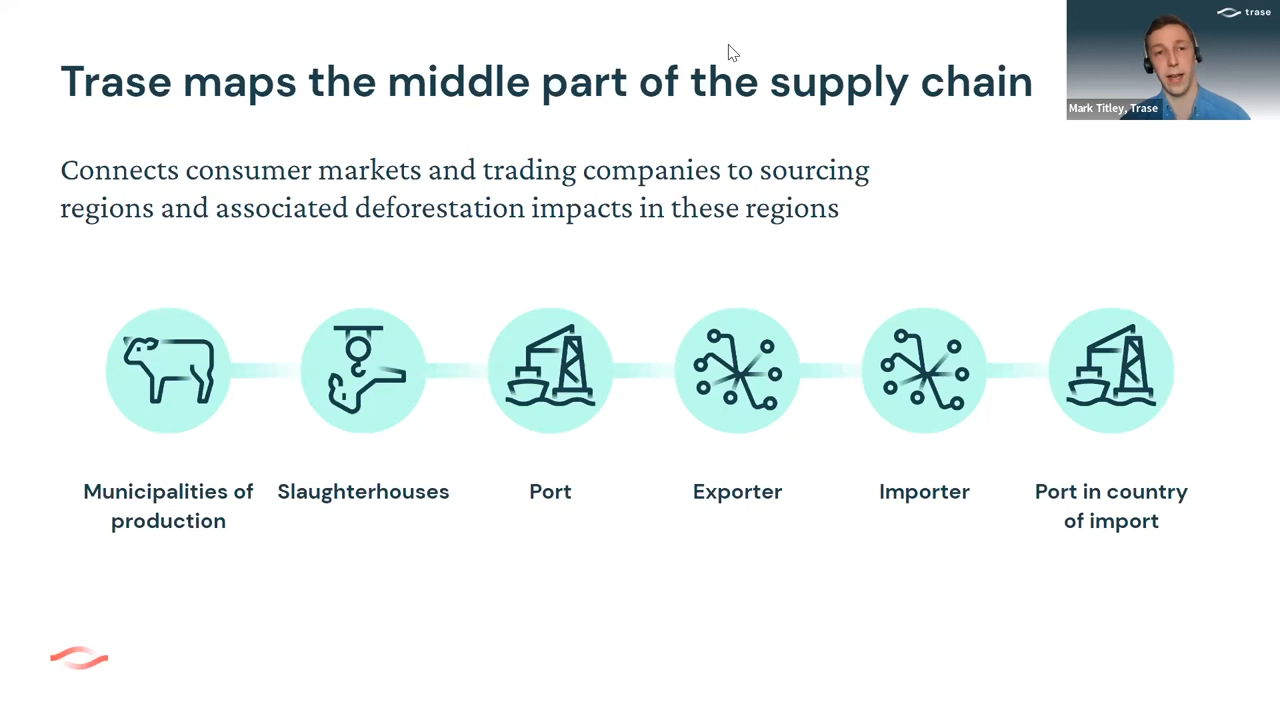 trase
Mark Titley, Trase
Trase maps the middle part of the supply chain
Connects consumer markets and trading companies to sourcing
regions and associated deforestation impacts in these regions
Municipalities of
production
Slaughterhouses
Port
Exporter
Importer
Port in country
of import